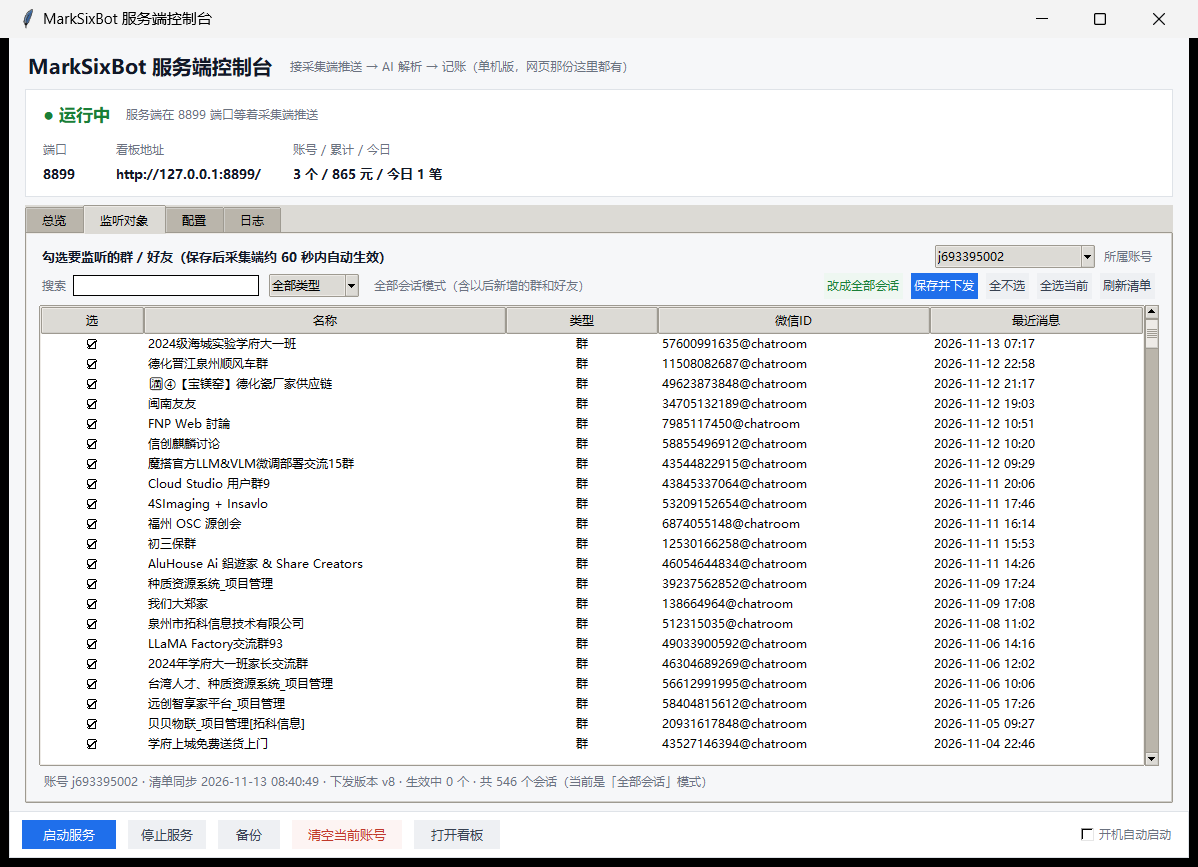 MarkSixBot 服务端控制台
MarkSixBot 服务端控制台 接采集端推送 → AI 解析 → 记账（单机版，网页那份这里都有）
● 运行中 服务端在 8899 端口等着采集端推送
端口 看板地址 账号 / 累计 / 今日
8899 http://127.0.0.1:8899/ 3 个 / 865 元 / 今日 1 笔
总览 监听对象 配置 日志
勾选要监听的群 / 好友（保存后采集端约 60 秒内自动生效） j693395002 所属账号
搜索 全部类型 全部会话模式（含以后新增的群和好友） 改成全部会话 保存并下发 全不选 全选当前 刷新清单
选 名称 类型 微信ID 最近消息
2024级海城实验学府大一班 群 57600991635@chatroom 2026-11-13 07:17
德化晋江泉州顺风车群 群 11508082687@chatroom 2026-11-12 22:58
④【宝镁窑】德化瓷厂家供应链 群 49623873848@chatroom 2026-11-12 21:17
闽南友友 群 34705132189@chatroom 2026-11-12 19:03
FNP Web 討論 群 7985117450@chatroom 2026-11-12 10:51
信创麒麟讨论 群 58855496912@chatroom 2026-11-12 10:20
魔搭官方LLM&VLM微调部署交流15群 群 43544822915@chatroom 2026-11-12 09:29
Cloud Studio 用户群9 群 43845337064@chatroom 2026-11-11 20:06
4SImaging + Insavlo 群 53209152654@chatroom 2026-11-11 17:46
福州 OSC 源创会 群 6874055148@chatroom 2026-11-11 16:14
初三保群 群 12530166258@chatroom 2026-11-11 15:53
AluHouse Ai 鋁遊家 & Share Creators 群 46054644834@chatroom 2026-11-11 14:26
种质资源系统_项目管理 群 39237562852@chatroom 2026-11-09 17:24
我们大郑家 群 138664964@chatroom 2026-11-09 17:08
泉州市拓科信息技术有限公司 群 512315035@chatroom 2026-11-08 11:02
LLaMA Factory交流群93 群 49033900592@chatroom 2026-11-06 14:16
2024年学府大一班家长交流群 群 46304689269@chatroom 2026-11-06 12:02
台湾人才、种质资源系统_项目管理 群 56612991995@chatroom 2026-11-06 10:06
远创智享家平台_项目管理 群 58404815612@chatroom 2026-11-05 17:26
贝贝物联_项目管理[拓科信息] 群 20931617848@chatroom 2026-11-05 09:27
学府上城免费送货上门 群 43527146394@chatroom 2026-11-04 22:46
账号 j693395002 · 清单同步 2026-11-13 08:40:49 · 下发版本 v8 · 生效中 0 个 · 共 546 个会话（当前是「全部会话」模式）
启动服务 停止服务 备份 清空当前账号 打开看板 开机自动启动